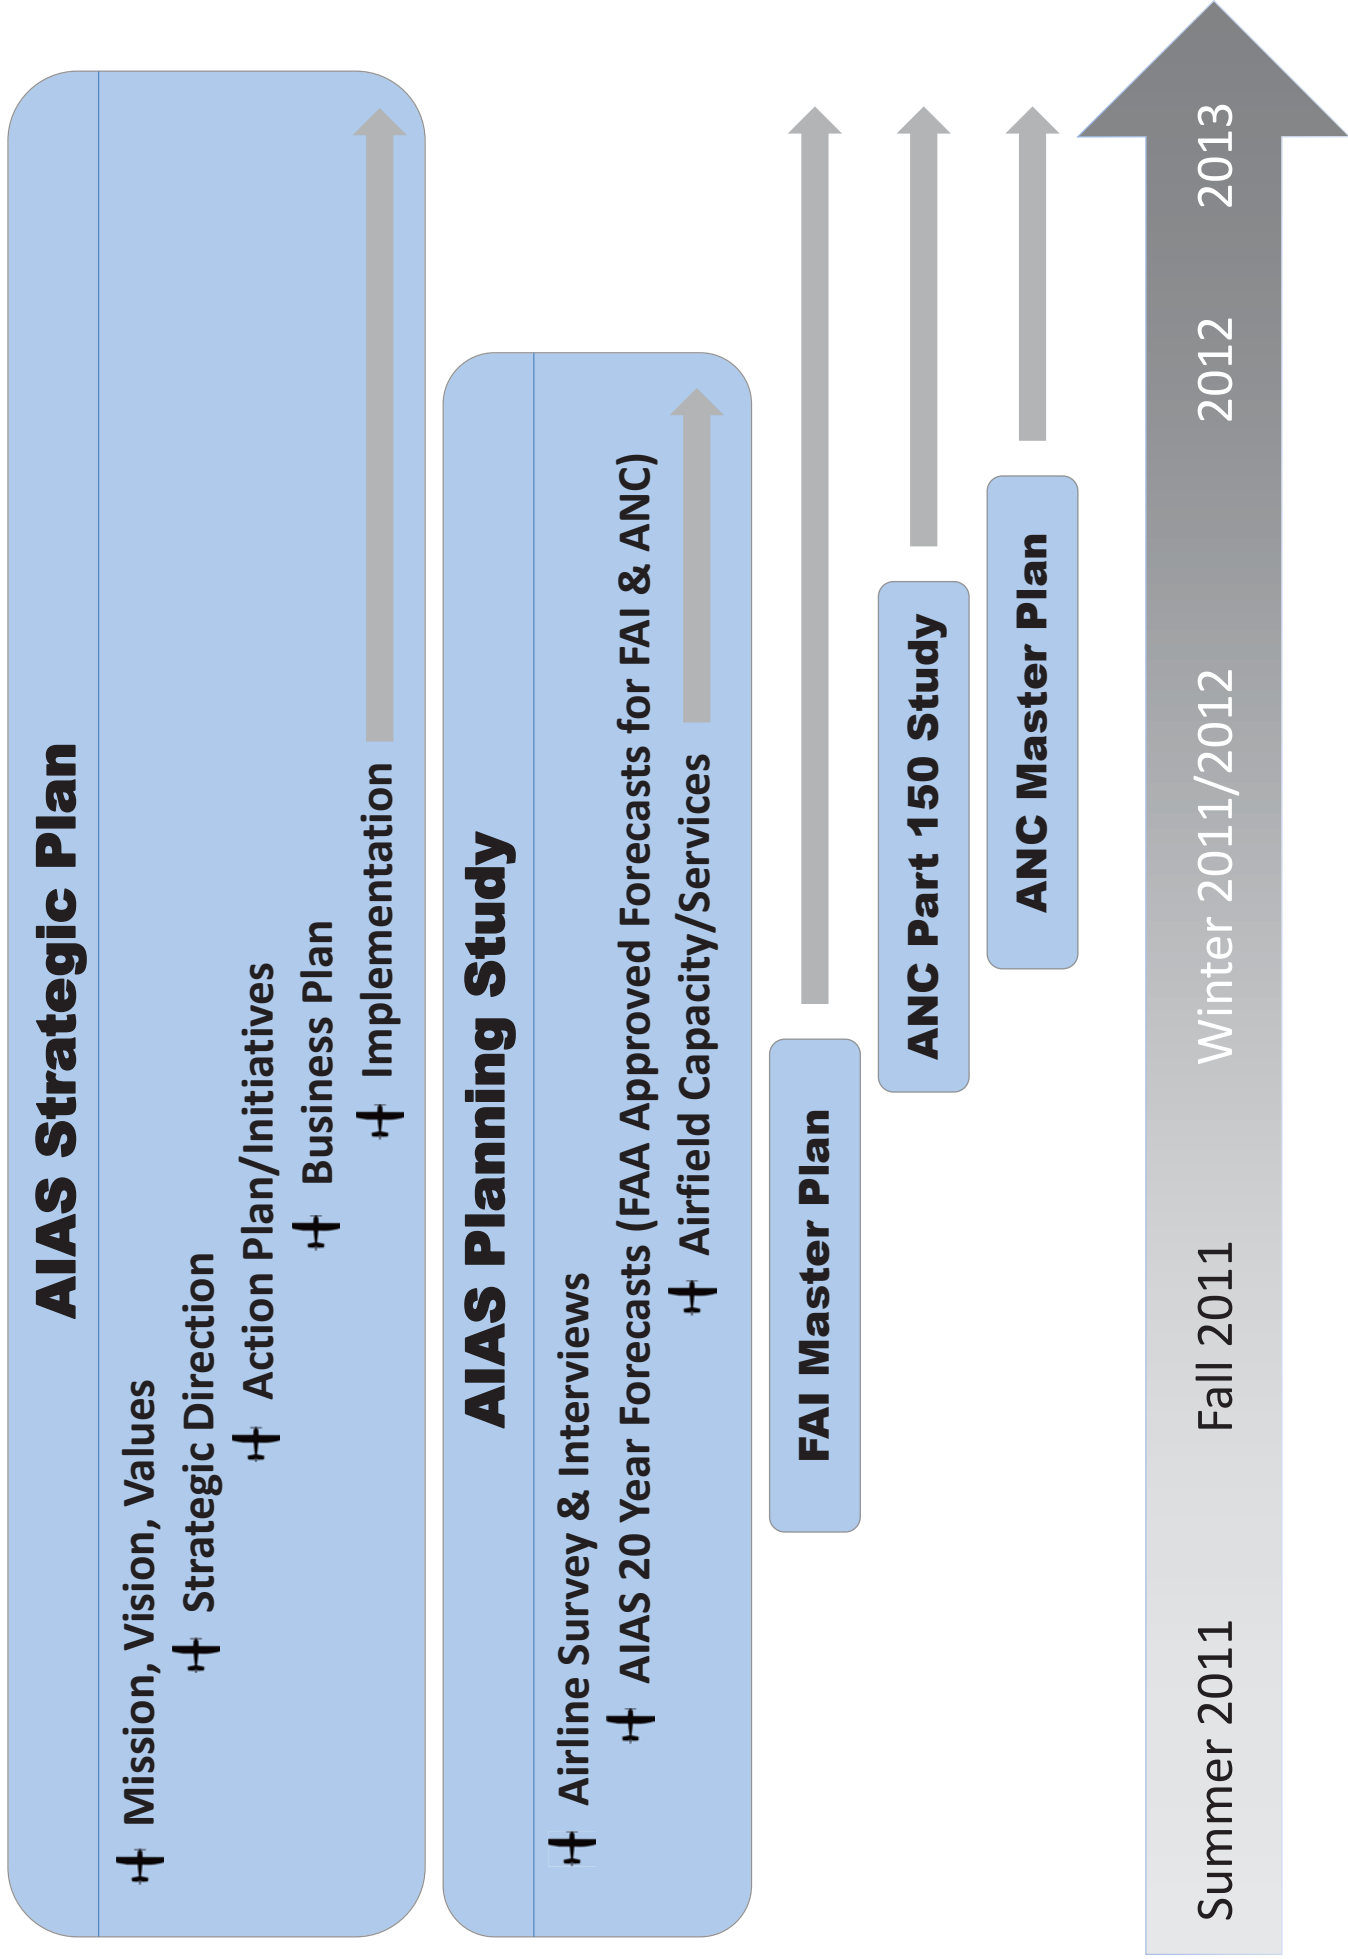 AIAS Strategic Plan
Mission, Vision, Values
Strategic Direction
Action Plan/Initiatives
Business Plan
Implementation
AIAS Planning Study
Airline Survey & Interviews
AIAS 20 Year Forecasts (FAA Approved Forecasts for FAI & ANC)
Airfield Capacity/Services
FAI Master Plan
ANC Part 150 Study
ANC Master Plan
Summer 2011 Fall 2011 Winter 2011/2012 2012 2013